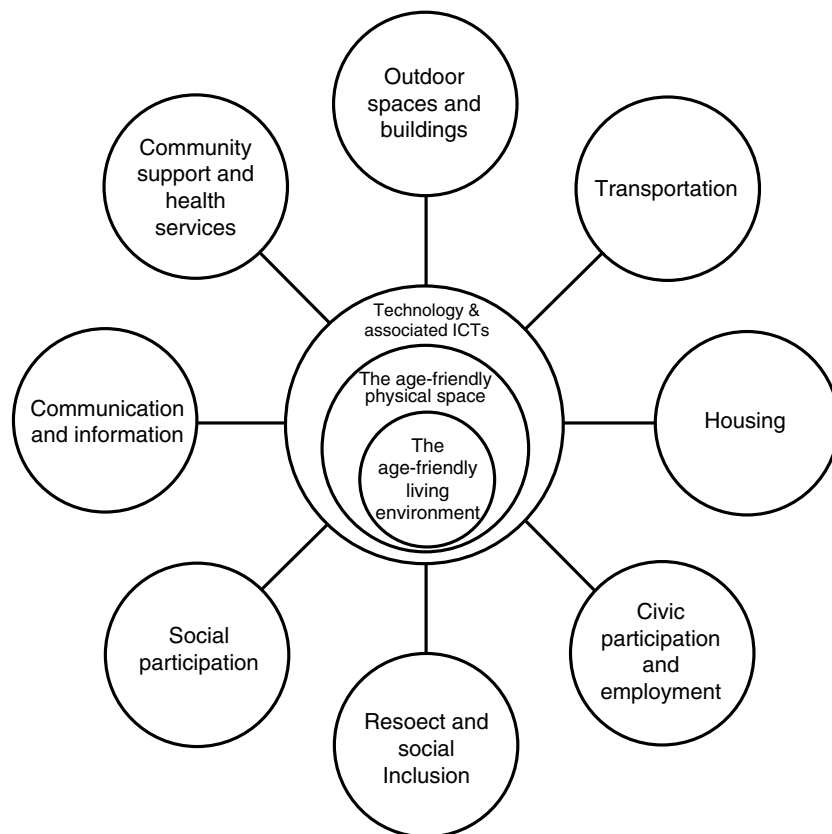 Outdoor
spaces and
buildings
Community
support and
health
services
Transportation
Technology &
associated ICTs
The age-friendly
physical space
The
age-friendly
living
environment
Communication
and information
Housing
Social
participation
Civic
participation
and
employment
Resoect and
social
Inclusion